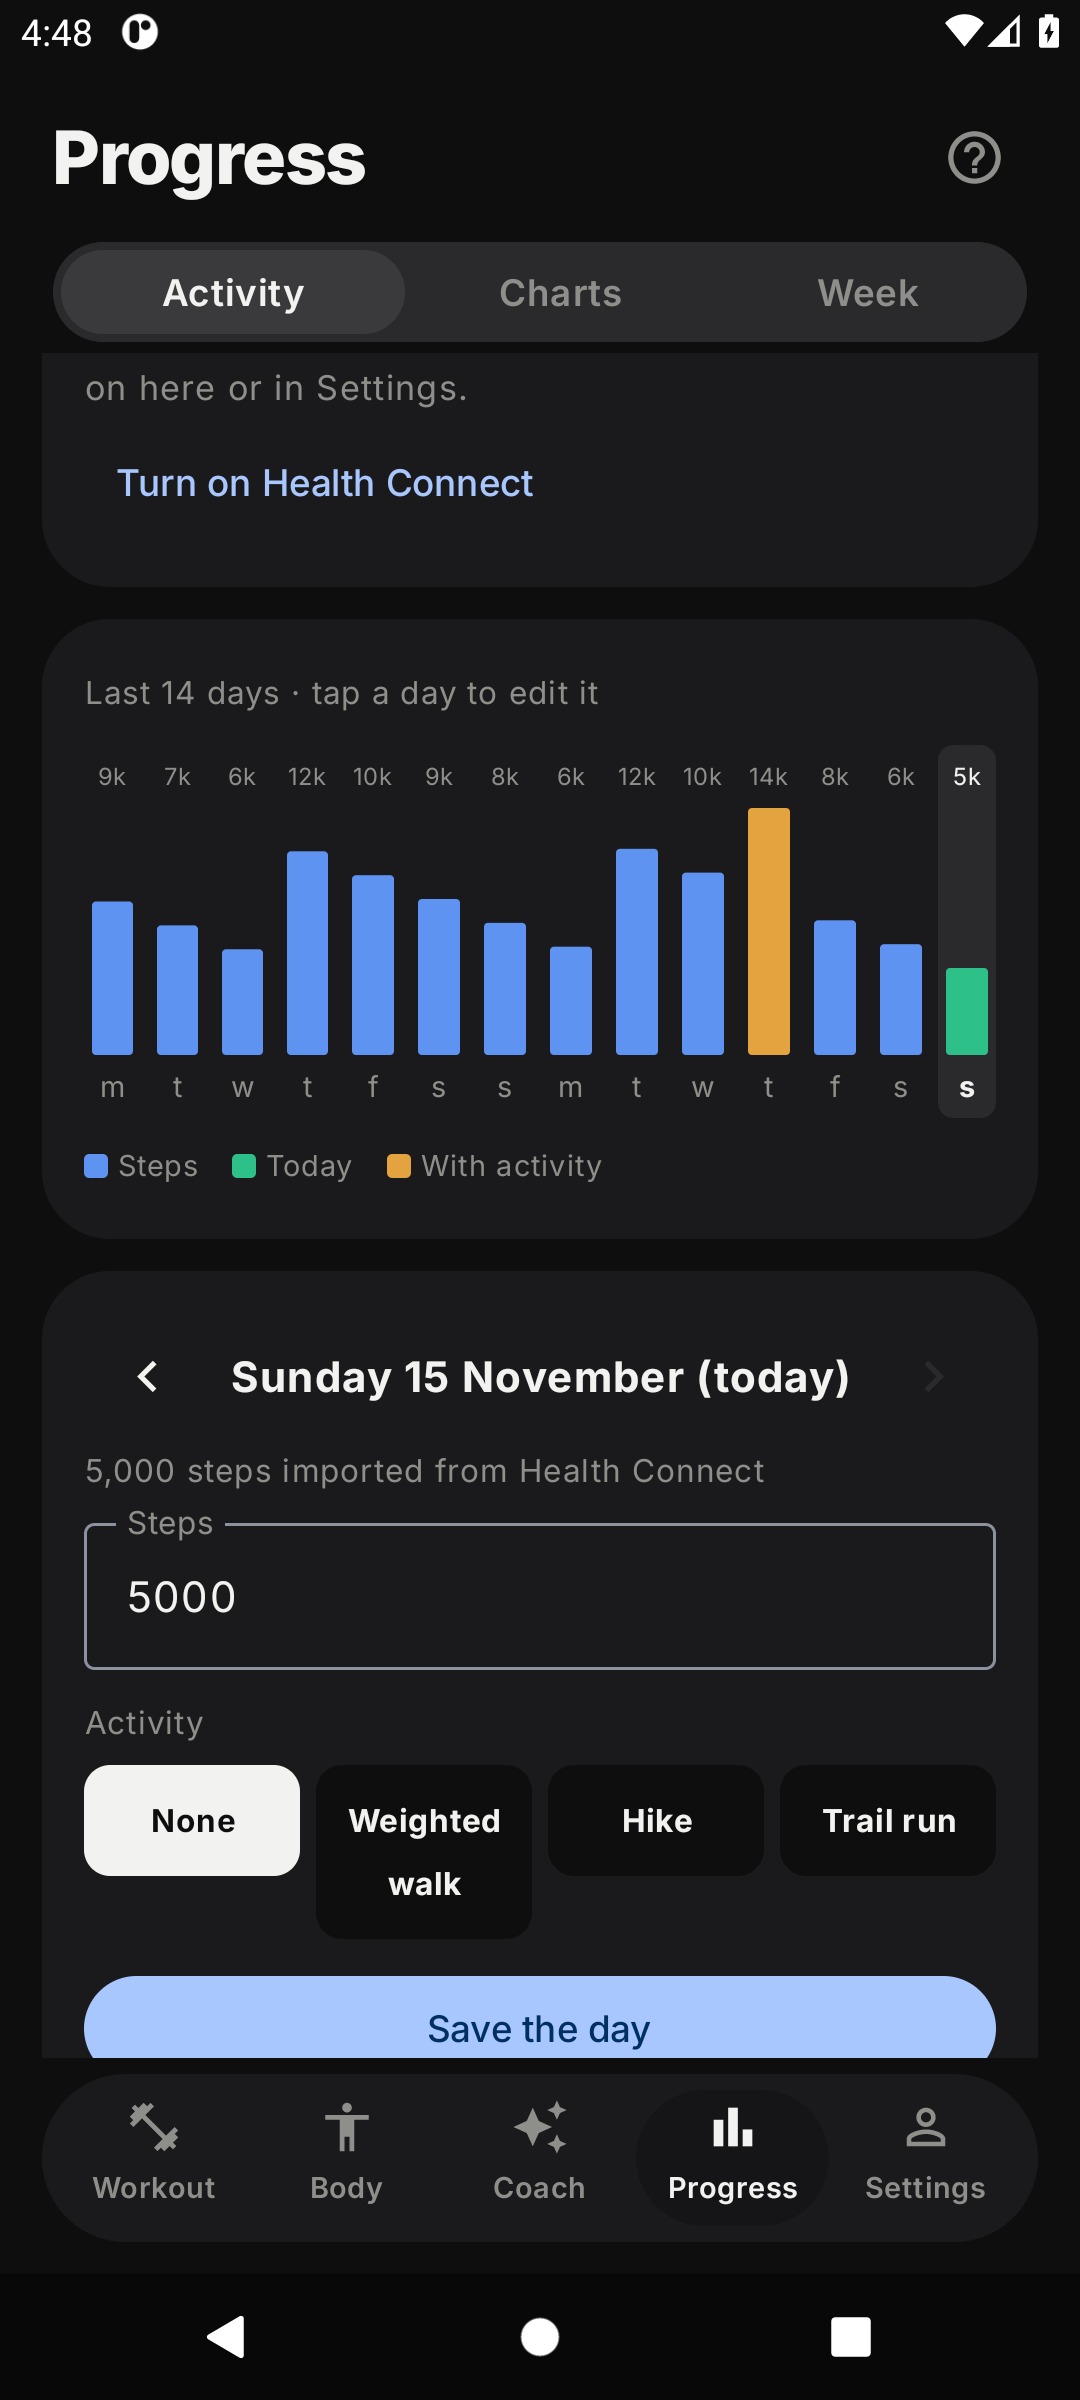 4:48
Progress
Activity Charts Week
on here or in Settings.
Turn on Health Connect
Last 14 days · tap a day to edit it
9k 7k 6k 12k 10k 9k 8k 6k 12k 10k 14k 8k 6k 5k
m t w t f s s m t w t f s s
Steps Today With activity
Sunday 15 November (today)
5,000 steps imported from Health Connect
Steps
5000
Activity
None Weighted Hike Trail run
walk
Save the day
Workout Body Coach Progress Settings